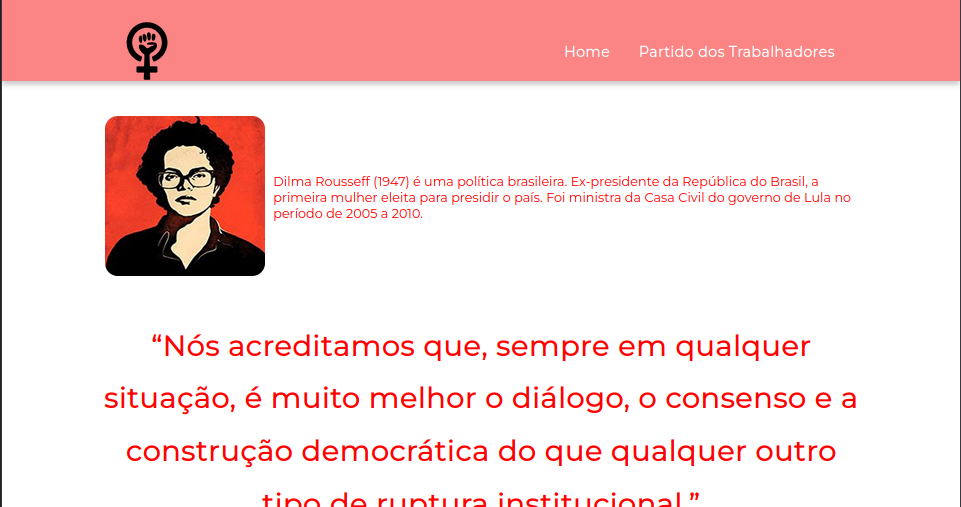 Home Partido dos Trabalhadores
Dilma Rousseff (1947) é uma política brasileira. Ex-presidente da República do Brasil, a
primeira mulher eleita para presidir o país. Foi ministra da Casa Civil do governo de Lula no
período de 2005 a 2010.
“Nós acreditamos que, sempre em qualquer
situação, é muito melhor o diálogo, o consenso e a
construção democrática do que qualquer outro
tipo de ruptura institucional.”